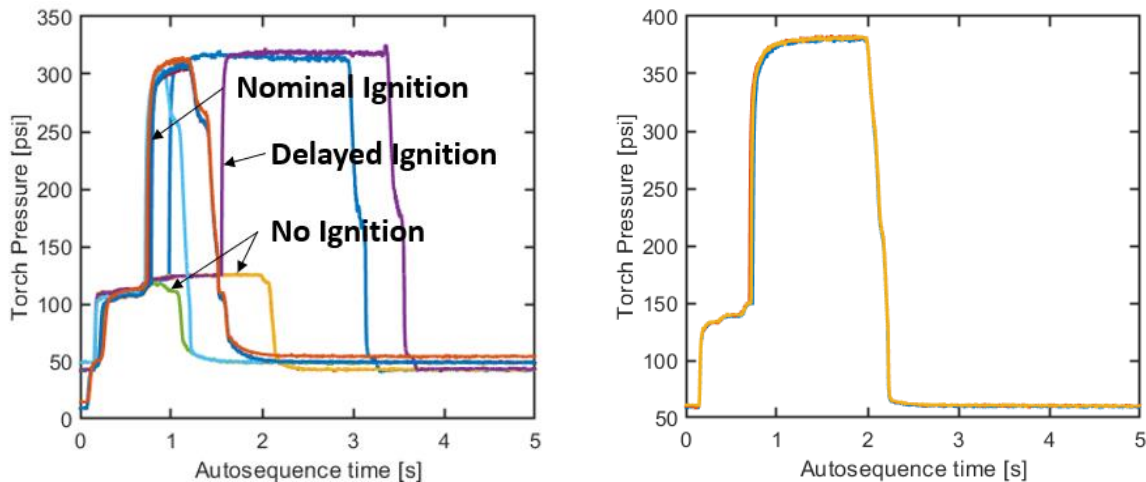 350
300
250
200
150
100
50
0
Torch Pressure [psi]
Nominal Ignition
Delayed Ignition
No Ignition
0 1 2 3 4 5
Autosequence time [s]
400
350
300
250
200
150
100
50
Torch Pressure [psi]
0 1 2 3 4 5
Autosequence time [s]